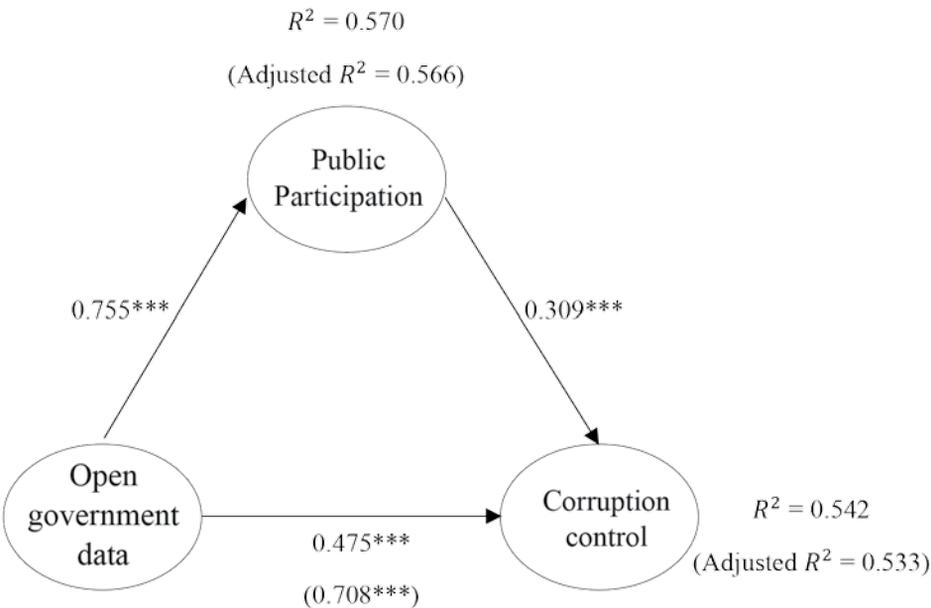 R² = 0.570
(Adjusted R² = 0.566)
Public
Participation
0.755***
0.309***
Open
government
data
0.475***
(0.708***)
Corruption
control
R² = 0.542
(Adjusted R² = 0.533)